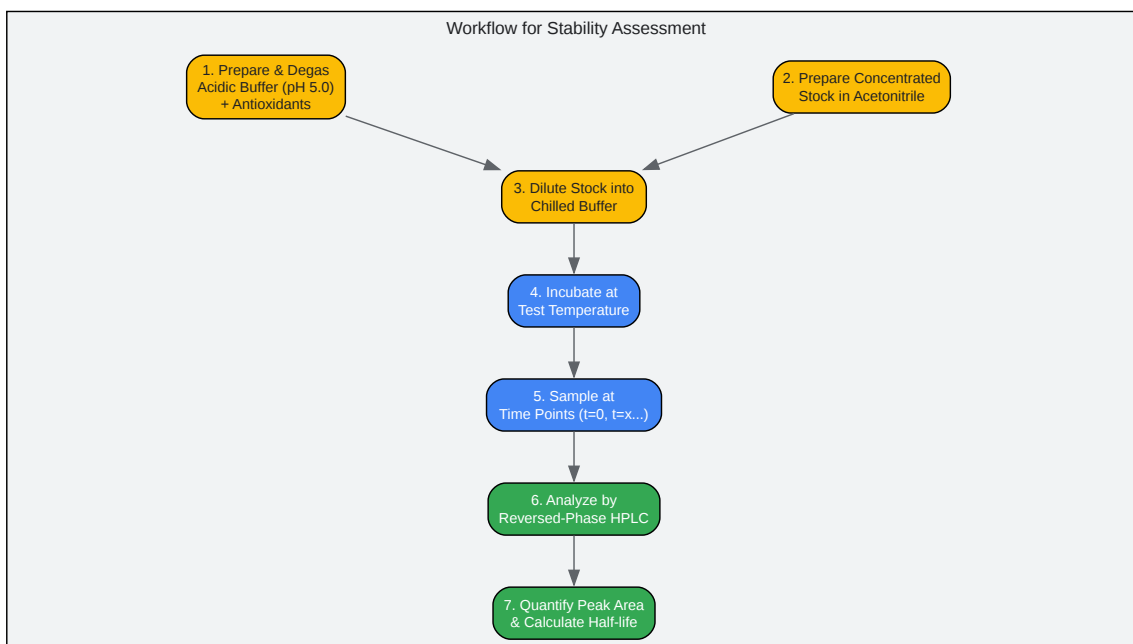 Workflow for Stability Assessment
1. Prepare & Degas
Acidic Buffer (pH 5.0)
+ Antioxidants
2. Prepare Concentrated
Stock in Acetonitrile
3. Dilute Stock into
Chilled Buffer
4. Incubate at
Test Temperature
5. Sample at
Time Points (t=0, t=x...)
6. Analyze by
Reversed-Phase HPLC
7. Quantify Peak Area
& Calculate Half-life